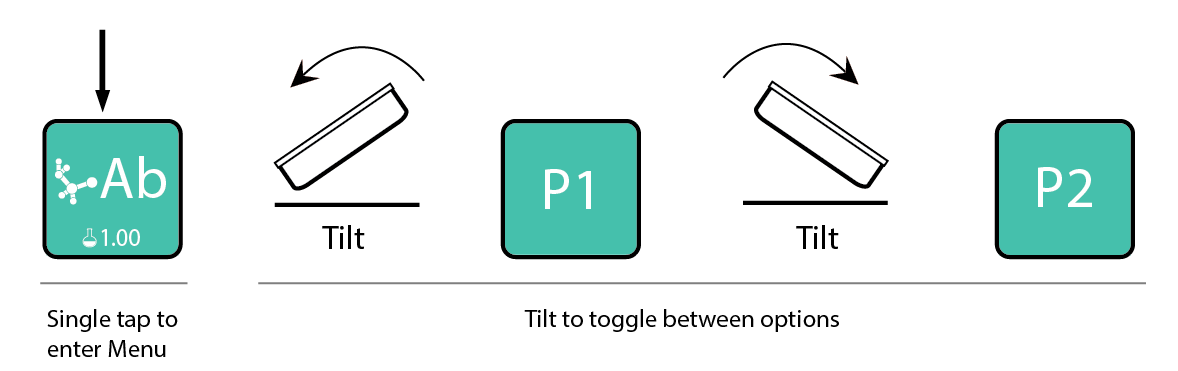 Ab
1.00
Tilt
P1
Tilt
P2
Single tap to
enter Menu
Tilt to toggle between options